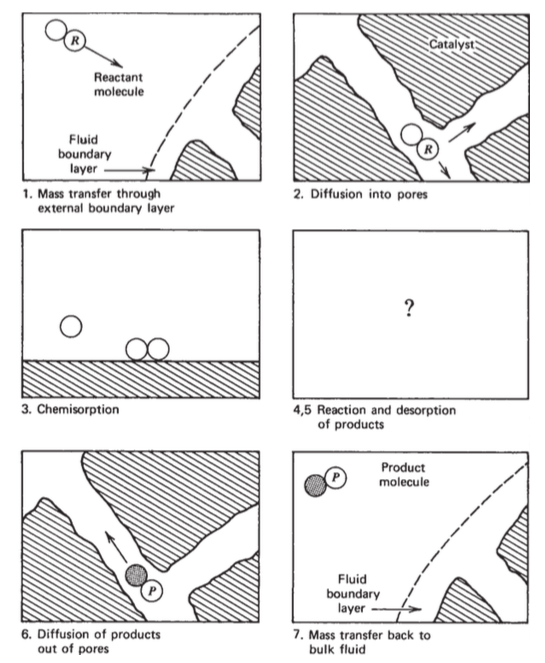 R
Reactant
molecule
Fluid
boundary
layer
1. Mass transfer through
external boundary layer
Catalyst
R
2. Diffusion into pores
3. Chemisorption
?
4,5 Reaction and desorption
of products
P
6. Diffusion of products
out of pores
P
Product
molecule
Fluid
boundary
layer
7. Mass transfer back to
bulk fluid